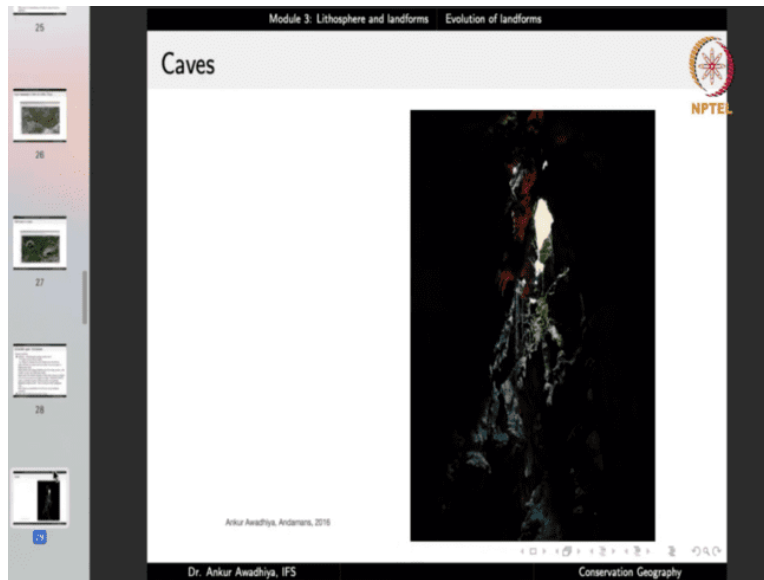 Module 3: Lithosphere and landforms Evolution of landforms
Caves
NPTEL
25
26
27
28
29
Ankur Awadhiya, Andamans, 2016
Dr. Ankur Awadhiya, IFS Conservation Geography